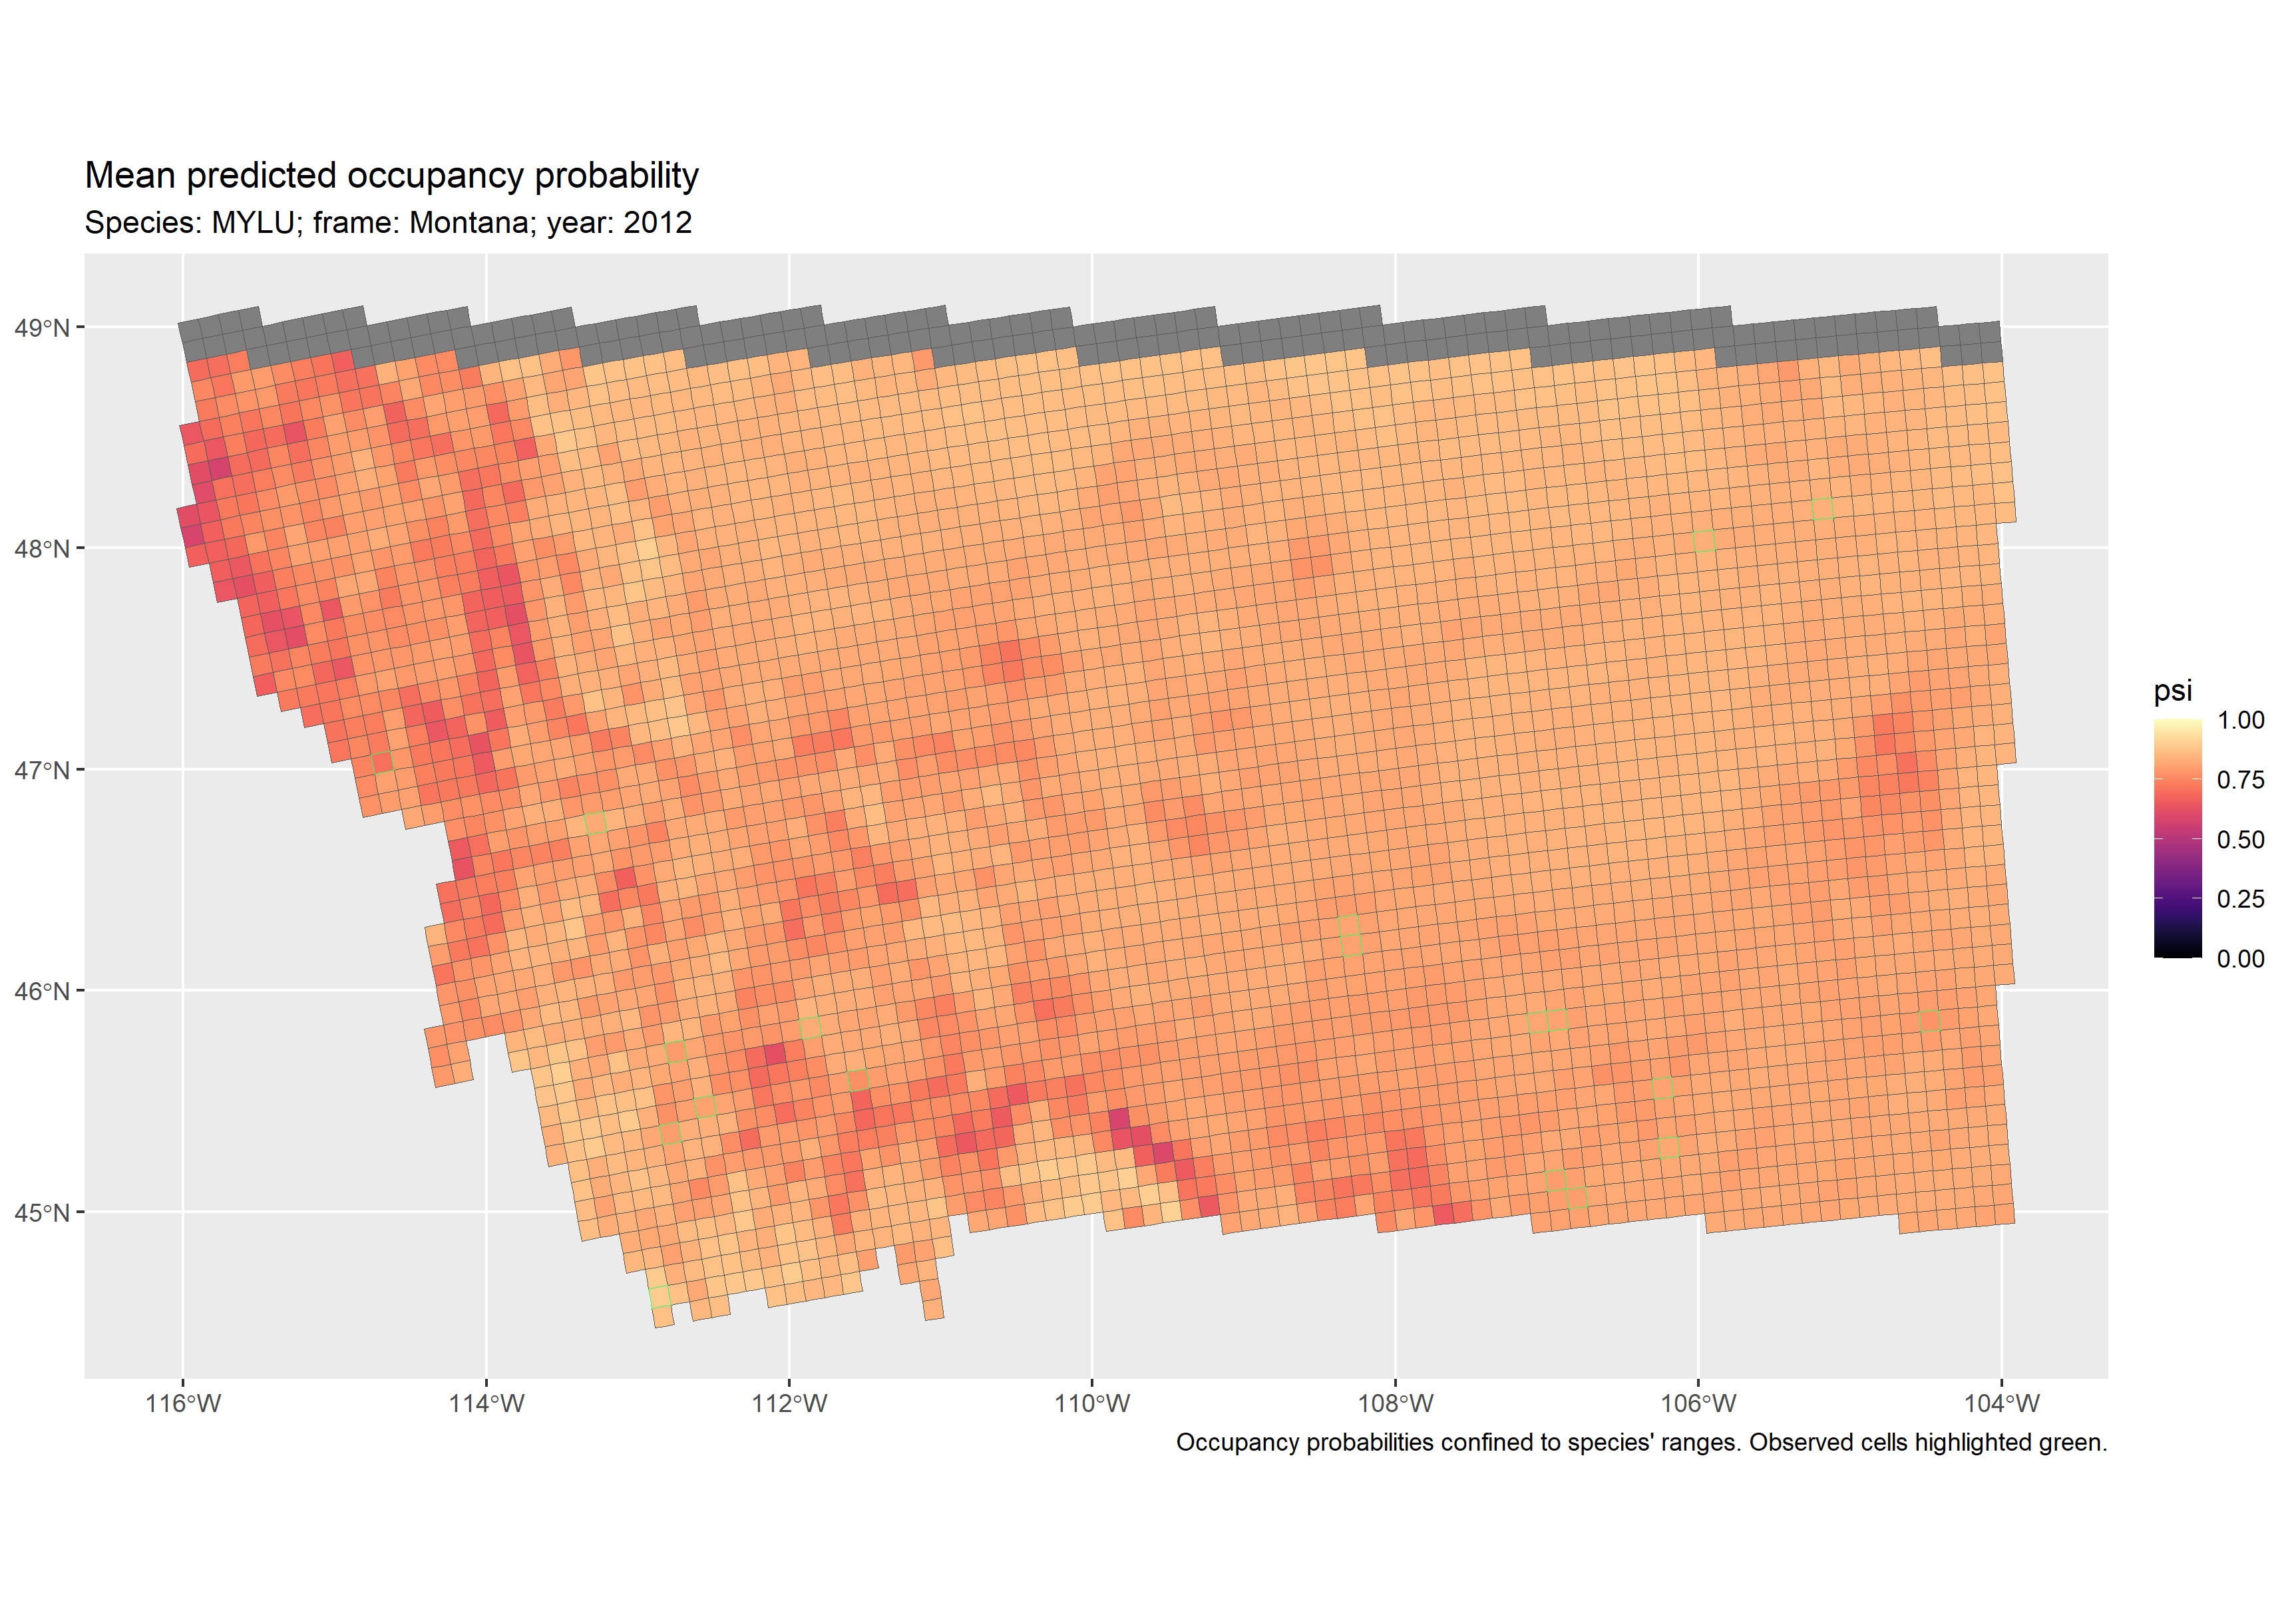 Mean predicted occupancy probability
Species: MYLU; frame: Montana; year: 2012
49°N
48°N
47°N
46°N
45°N
116°W
114°W
112°W
110°W
108°W
106°W
104°W
psi
1.00
0.75
0.50
0.25
0.00
Occupancy probabilities confined to species' ranges. Observed cells highlighted green.